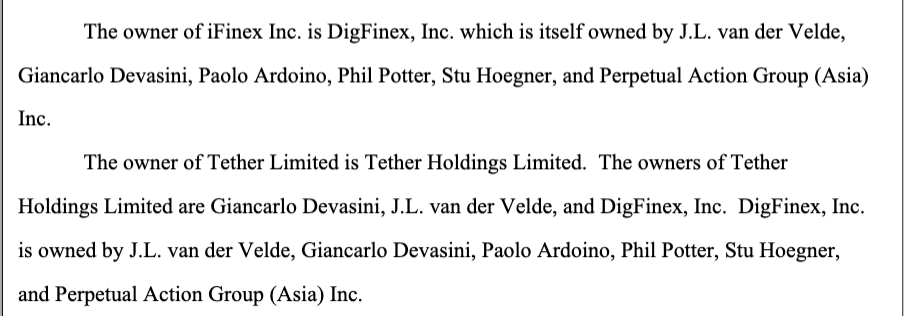 The owner of iFinex Inc. is DigFinex, Inc. which is itself owned by J.L. van der Velde,
Giancarlo Devasini, Paolo Ardoino, Phil Potter, Stu Hoegner, and Perpetual Action Group (Asia)
Inc.
The owner of Tether Limited is Tether Holdings Limited.  The owners of Tether
Holdings Limited are Giancarlo Devasini, J.L. van der Velde, and DigFinex, Inc.  DigFinex, Inc.
is owned by J.L. van der Velde, Giancarlo Devasini, Paolo Ardoino, Phil Potter, Stu Hoegner,
and Perpetual Action Group (Asia) Inc.